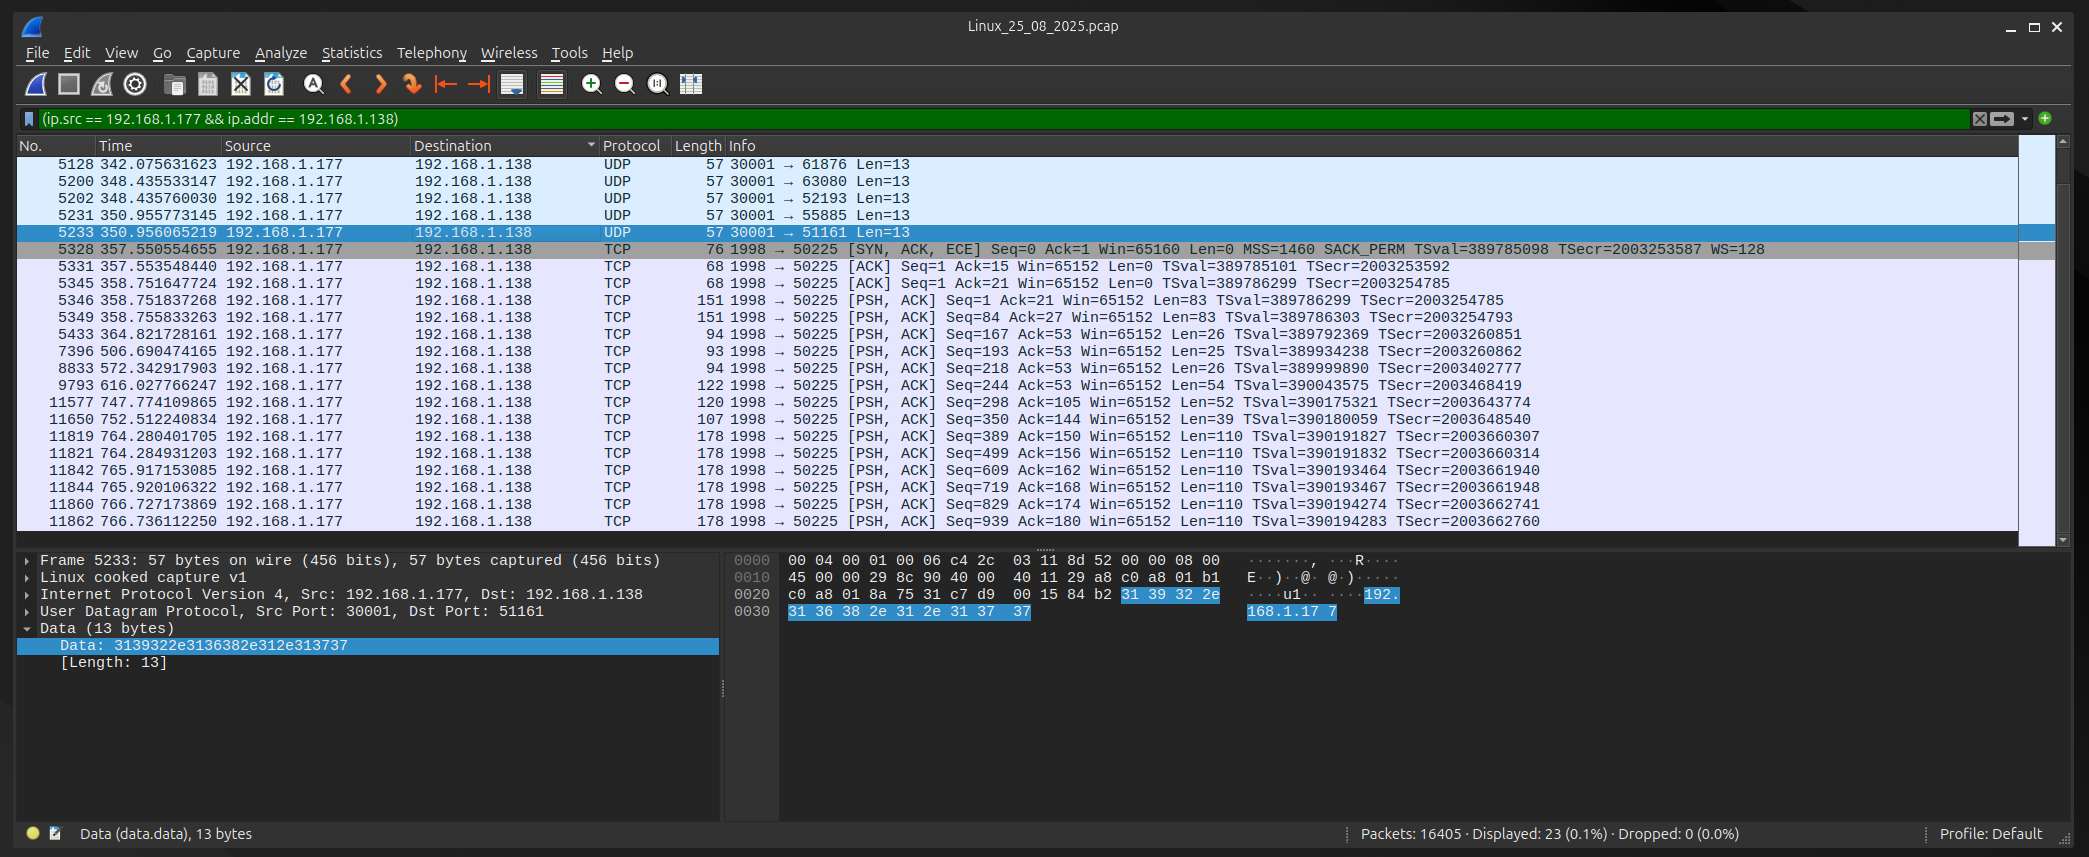 Linux_25_08_2025.pcap
File Edit View Go Capture Analyze Statistics Telephony Wireless Tools Help
(ip.src == 192.168.1.177 && ip.addr == 192.168.1.138)
No. Time Source Destination Protocol Length Info
5128 342.075631623 192.168.1.177 192.168.1.138 UDP 57 30001 → 61876 Len=13
5200 348.435533147 192.168.1.177 192.168.1.138 UDP 57 30001 → 63080 Len=13
5202 348.435760030 192.168.1.177 192.168.1.138 UDP 57 30001 → 52193 Len=13
5231 350.955773145 192.168.1.177 192.168.1.138 UDP 57 30001 → 55885 Len=13
5233 350.956065219 192.168.1.177 192.168.1.138 UDP 57 30001 → 51161 Len=13
5328 357.550554655 192.168.1.177 192.168.1.138 TCP 76 1998 → 50225 [SYN, ACK, ECE] Seq=0 Ack=1 Win=65160 Len=0 MSS=1460 SACK_PERM TSval=389785098 TSecr=2003253587 WS=128
5331 357.553548440 192.168.1.177 192.168.1.138 TCP 68 1998 → 50225 [ACK] Seq=1 Ack=15 Win=65152 Len=0 TSval=389785101 TSecr=2003253592
5345 358.751647724 192.168.1.177 192.168.1.138 TCP 68 1998 → 50225 [ACK] Seq=1 Ack=21 Win=65152 Len=0 TSval=389786299 TSecr=2003254785
5346 358.751837268 192.168.1.177 192.168.1.138 TCP 151 1998 → 50225 [PSH, ACK] Seq=1 Ack=21 Win=65152 Len=83 TSval=389786299 TSecr=2003254785
5349 358.755833263 192.168.1.177 192.168.1.138 TCP 151 1998 → 50225 [PSH, ACK] Seq=84 Ack=27 Win=65152 Len=83 TSval=389786303 TSecr=2003254793
5433 364.821728161 192.168.1.177 192.168.1.138 TCP 94 1998 → 50225 [PSH, ACK] Seq=167 Ack=53 Win=65152 Len=26 TSval=389792369 TSecr=2003260851
7396 506.690474165 192.168.1.177 192.168.1.138 TCP 93 1998 → 50225 [PSH, ACK] Seq=193 Ack=53 Win=65152 Len=25 TSval=389934238 TSecr=2003260862
8833 572.342917903 192.168.1.177 192.168.1.138 TCP 94 1998 → 50225 [PSH, ACK] Seq=218 Ack=53 Win=65152 Len=26 TSval=389999890 TSecr=2003402777
9793 616.027766247 192.168.1.177 192.168.1.138 TCP 122 1998 → 50225 [PSH, ACK] Seq=244 Ack=53 Win=65152 Len=54 TSval=390043575 TSecr=2003468419
11577 747.774109865 192.168.1.177 192.168.1.138 TCP 120 1998 → 50225 [PSH, ACK] Seq=298 Ack=105 Win=65152 Len=52 TSval=390175321 TSecr=2003643774
11650 752.512240834 192.168.1.177 192.168.1.138 TCP 107 1998 → 50225 [PSH, ACK] Seq=350 Ack=144 Win=65152 Len=39 TSval=390180059 TSecr=2003648540
11819 764.280401705 192.168.1.177 192.168.1.138 TCP 178 1998 → 50225 [PSH, ACK] Seq=389 Ack=150 Win=65152 Len=110 TSval=390191827 TSecr=2003660307
11821 764.284931203 192.168.1.177 192.168.1.138 TCP 178 1998 → 50225 [PSH, ACK] Seq=499 Ack=156 Win=65152 Len=110 TSval=390191832 TSecr=2003660314
11842 765.917153085 192.168.1.177 192.168.1.138 TCP 178 1998 → 50225 [PSH, ACK] Seq=609 Ack=162 Win=65152 Len=110 TSval=390193464 TSecr=2003661940
11844 765.920106322 192.168.1.177 192.168.1.138 TCP 178 1998 → 50225 [PSH, ACK] Seq=719 Ack=168 Win=65152 Len=110 TSval=390193467 TSecr=2003661948
11860 766.727173869 192.168.1.177 192.168.1.138 TCP 178 1998 → 50225 [PSH, ACK] Seq=829 Ack=174 Win=65152 Len=110 TSval=390194274 TSecr=2003662741
11862 766.736112250 192.168.1.177 192.168.1.138 TCP 178 1998 → 50225 [PSH, ACK] Seq=939 Ack=180 Win=65152 Len=110 TSval=390194283 TSecr=2003662760
Frame 5233: 57 bytes on wire (456 bits), 57 bytes captured (456 bits)
Linux cooked capture v1
Internet Protocol Version 4, Src: 192.168.1.177, Dst: 192.168.1.138
User Datagram Protocol, Src Port: 30001, Dst Port: 51161
Data (13 bytes)
Data: 3139322e3136382e312e313737
[Length: 13]
0000 00 04 00 01 00 06 c4 2c 03 11 8d 52 00 00 08 00 ·······, ···R····
0010 45 00 00 29 8c 90 40 00 40 11 29 a8 c0 a8 01 b1 E··)··@· @·)·····
0020 c0 a8 01 8a 75 31 c7 d9 00 15 84 b2 31 39 32 2e ····u1·· ····192.
0030 31 36 38 2e 31 2e 31 37 37 168.1.17 7
Data (data.data), 13 bytes
Packets: 16405 · Displayed: 23 (0.1%) · Dropped: 0 (0.0%)
Profile: Default